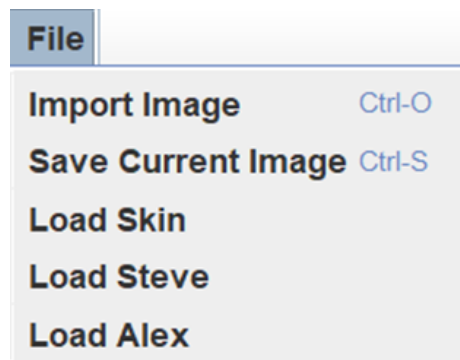 File
Import Image Ctrl-O
Save Current Image Ctrl-S
Load Skin
Load Steve
Load Alex